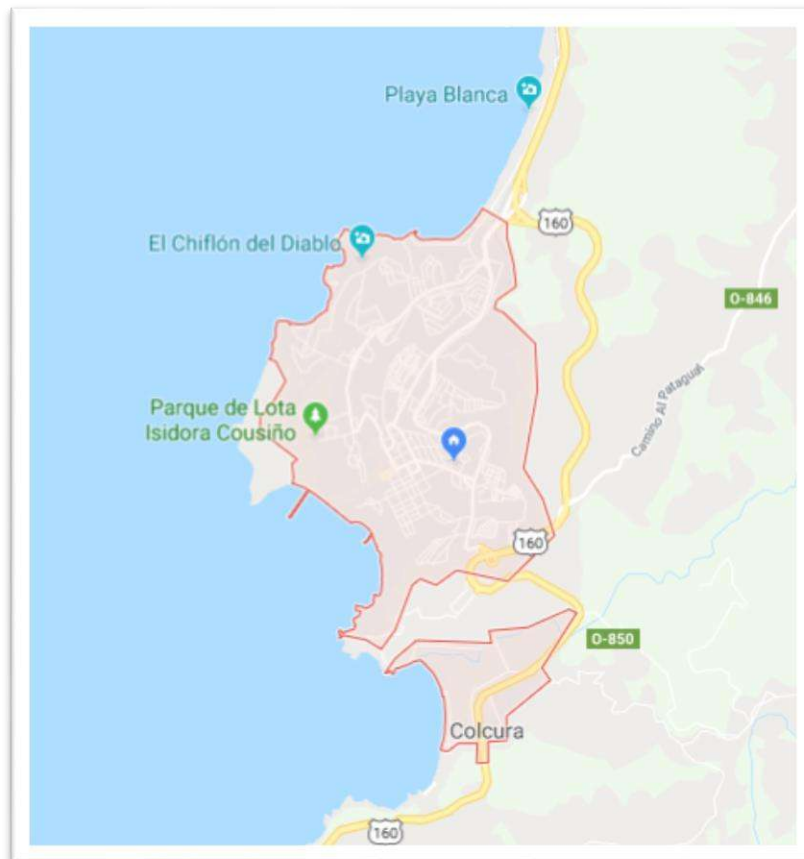 Playa Blanca
160
El Chiflón del Diablo
O-846
Camino Al Patagual
Parque de Lota
Isidora Cousiño
160
O-850
Colcura
160